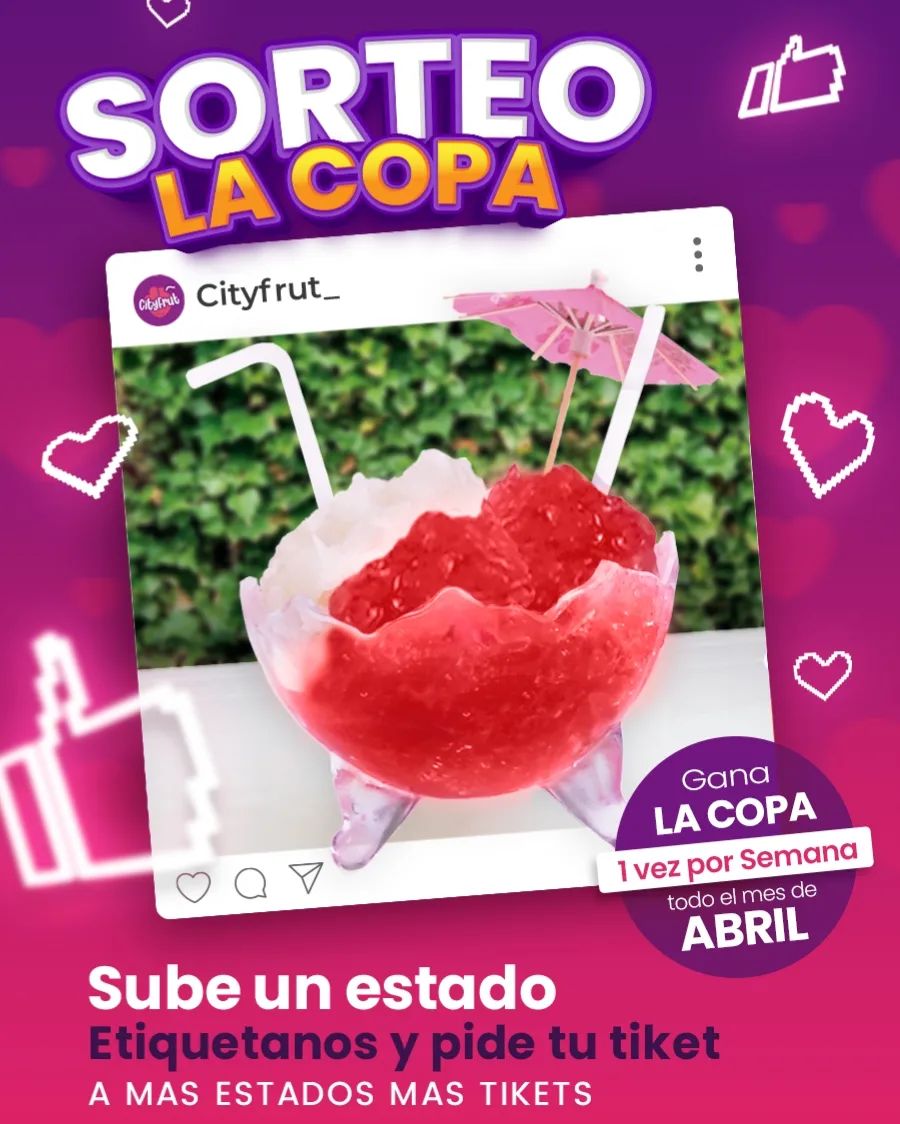 SORTEO
LA COPA
Cityfrut
Cityfrut_
Gana
LA COPA
1 vez por Semana
todo el mes de
ABRIL
Sube un estado
Etiquetanos y pide tu tiket
A MAS ESTADOS MAS TIKETS